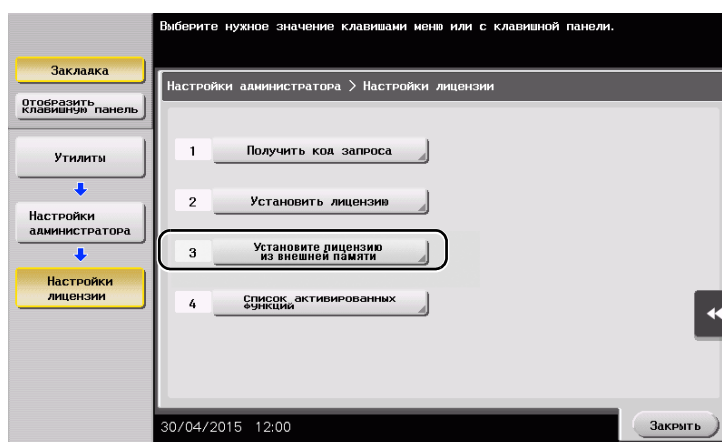 Выберите нужное значение клавишами меню или с клавишной панели.
Закладка
Отобразить
клавишную панель
Утилиты
Настройки
администратора
Настройки
лицензии
Настройки администратора > Настройки лицензии
1 Получить код запроса
2 Установить лицензию
3 Установите лицензию
из внешней памяти
4 Список активированных
функций
30/04/2015 12:00
Закрыть